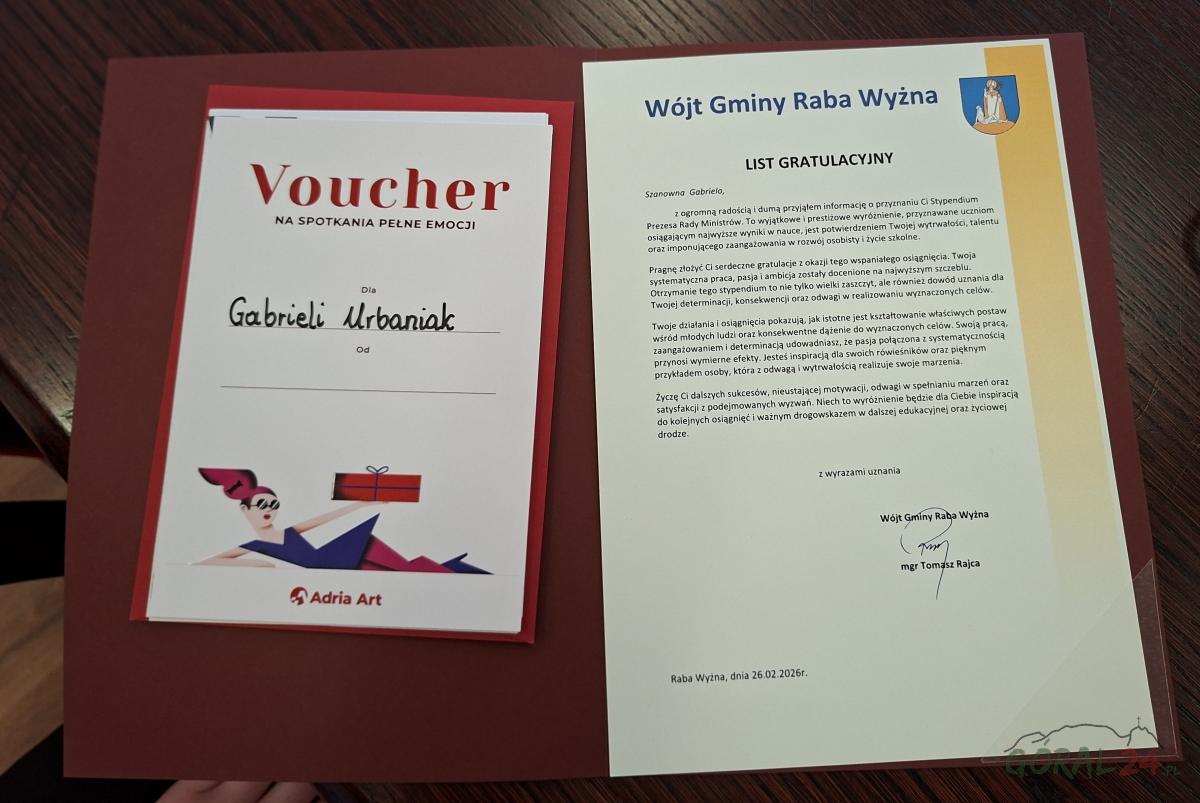 Voucher
NA SPOTKANIA PEŁNE EMOCJI
Dla
Gabrieli Urbaniak
Od
Adria Art
Wójt Gminy Raba Wyżna
LIST GRATULACYJNY
Szanowna Gabrielo,
z ogromną radością i dumą przyjąłem informację o przyznaniu Ci Stypendium
Prezesa Rady Ministrów. To wyjątkowe i prestiżowe wyróżnienie, przyznawane uczniom
osiągającym najwyższe wyniki w nauce, jest potwierdzeniem Twojej wytrwałości, talentu
oraz imponującego zaangażowania w rozwój osobisty i życie szkolne.
Pragnę złożyć Ci serdeczne gratulacje z okazji tego wspaniałego osiągnięcia. Twoja
systematyczna praca, pasja i ambicja zostały docenione na najwyższym szczeblu.
Otrzymanie tego stypendium to nie tylko wielki zaszczyt, ale również dowód uznania dla
Twojej determinacji, konsekwencji oraz odwagi w realizowaniu wyznaczonych celów.
Twoje działania i osiągnięcia pokazują, jak istotne jest kształtowanie właściwych postaw
wśród młodych ludzi oraz konsekwentne dążenie do wyznaczonych celów. Swoją pracą,
zaangażowaniem i determinacją udowadniasz, że pasja połączona z systematycznością
przynosi wymierne efekty. Jesteś inspiracją dla swoich rówieśników oraz pięknym
przykładem osoby, która z odwagą i wytrwałością realizuje swoje marzenia.
Życzę Ci dalszych sukcesów, nieustającej motywacji, odwagi w spełnianiu marzeń oraz
satysfakcji z podejmowanych wyzwań. Niech to wyróżnienie będzie dla Ciebie inspiracją
do kolejnych osiągnięć i ważnym drogowskazem w dalszej edukacyjnej oraz życiowej
drodze.
z wyrazami uznania
Wójt Gminy Raba Wyżna
mgr Tomasz Rajca
Raba Wyżna, dnia 26.02.2026r.
GÓRAL24.PL